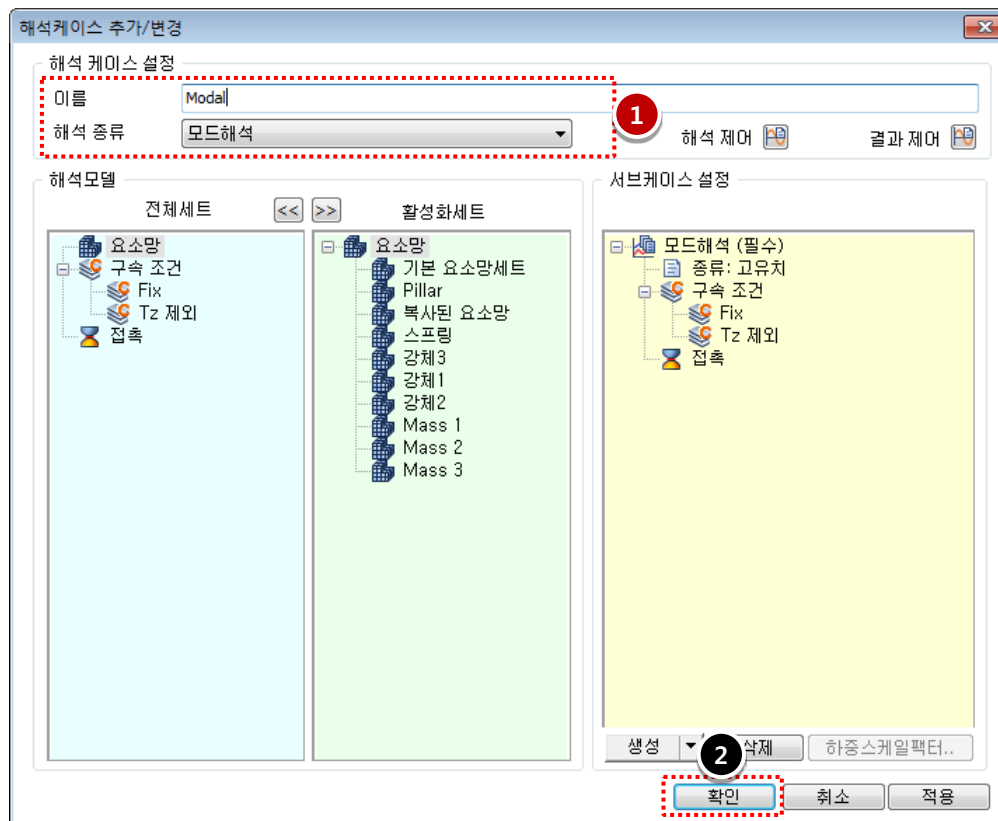 해석케이스 추가/변경
해석 케이스 설정
이름 Modal
1
해석 종류 모드해석 해석 제어 결과 제어
해석모델
전체세트 << >> 활성화세트
요소망
구속 조건
Fix
Tz 제외
접촉
요소망
기본 요소망세트
Pillar
복사된 요소망
스프링
강체3
강체1
강체2
Mass 1
Mass 2
Mass 3
서브케이스 설정
모드해석 (필수)
종류: 고유치
구속 조건
Fix
Tz 제외
접촉
생성 삭제 하중스케일팩터..
2
확인 취소 적용